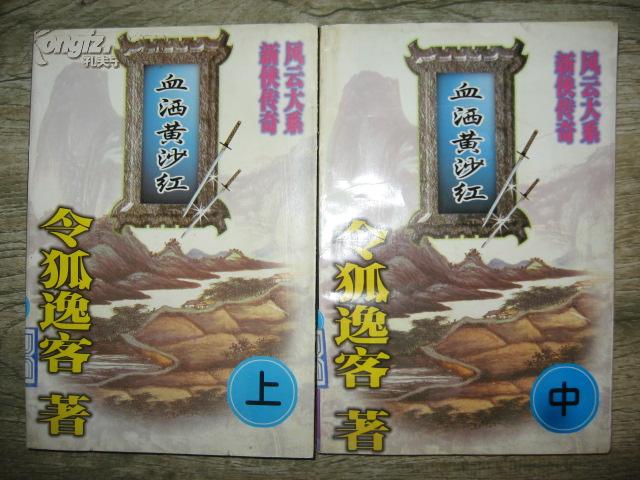 Kongfz.
孔夫子
血洒黄沙红
风云大系
新侠传奇
令狐逸客 著
上
血洒黄沙红
风云大系
新侠传奇
令狐逸客 著
中